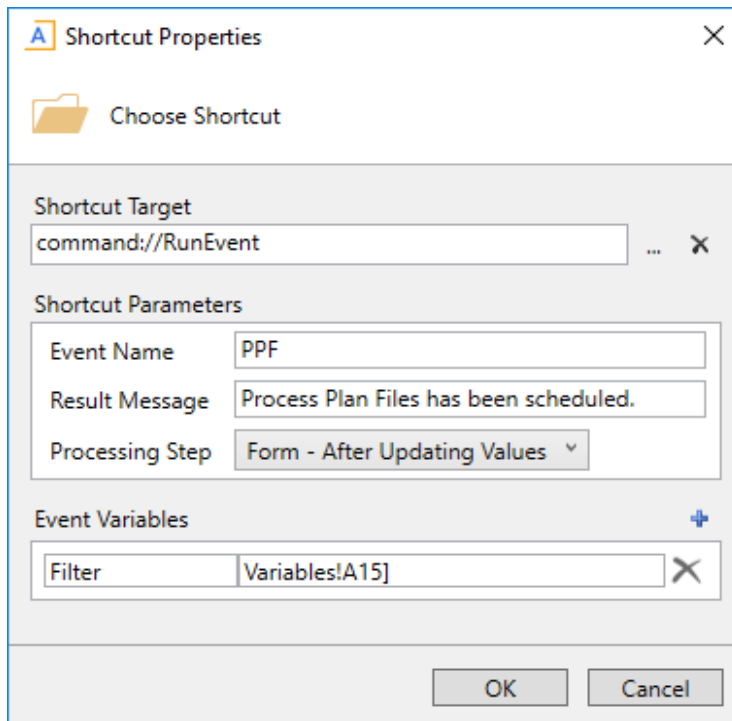 A Shortcut Properties
Choose Shortcut
Shortcut Target
command://RunEvent ...
Shortcut Parameters
Event Name PPF
Result Message Process Plan Files has been scheduled.
Processing Step Form - After Updating Values
Event Variables
Filter Variables!A15]
OK Cancel